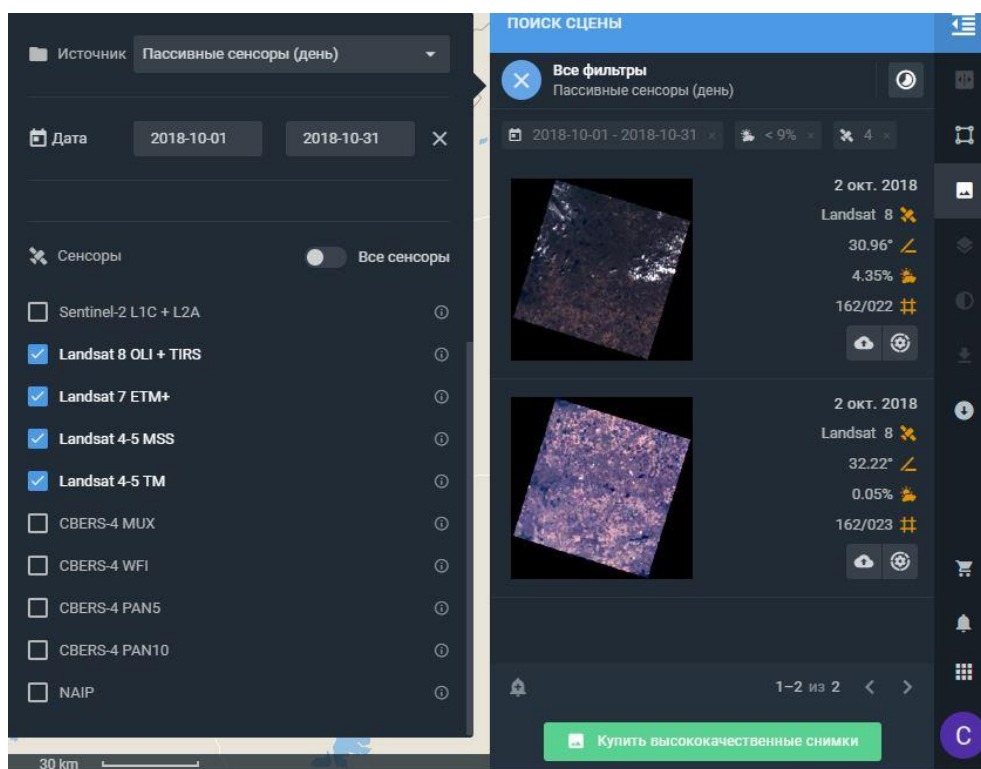 Источник Пассивные сенсоры (день)
Дата 2018-10-01 2018-10-31
Сенсоры Все сенсоры
Sentinel-2 L1C + L2A
Landsat 8 OLI + TIRS
Landsat 7 ETM+
Landsat 4-5 MSS
Landsat 4-5 TM
CBERS-4 MUX
CBERS-4 WFI
CBERS-4 PAN5
CBERS-4 PAN10
NAIP
30 km
ПОИСК СЦЕНЫ
Все фильтры
Пассивные сенсоры (день)
2018-10-01 - 2018-10-31 × < 9% × 4 ×
2 окт. 2018
Landsat 8
30.96°
4.35%
162/022
2 окт. 2018
Landsat 8
32.22°
0.05%
162/023
1–2 из 2
Купить высококачественные снимки
C